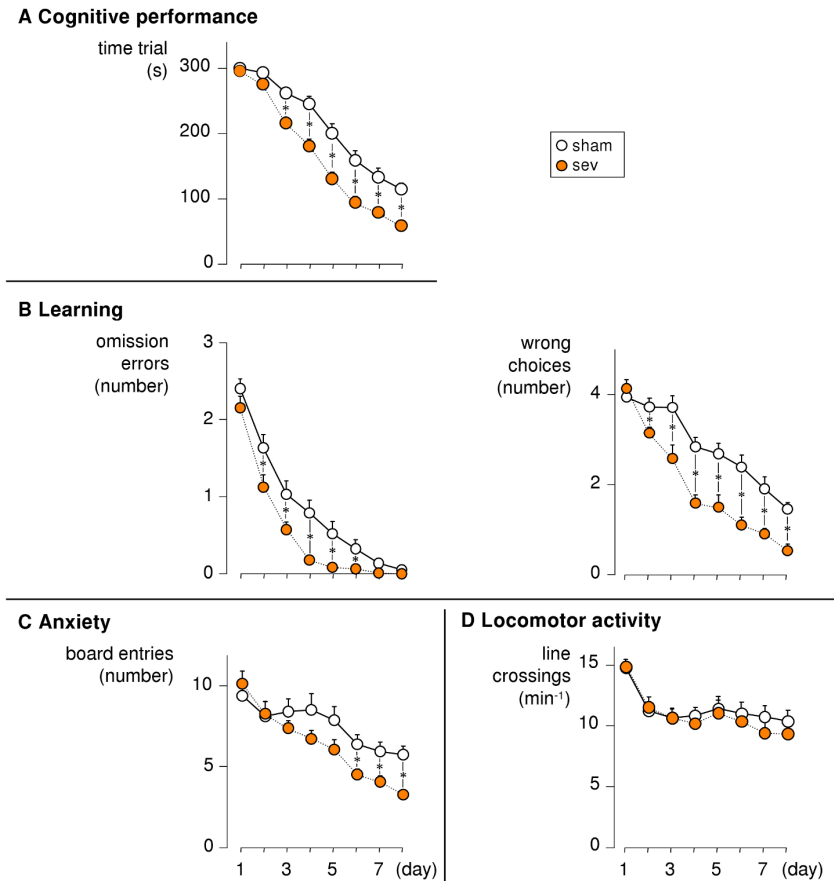 A Cognitive performance
time trial
(s)
300
200
100
0
sham
sev
B Learning
omission
errors
(number)
3
2
1
0
wrong
choices
(number)
4
2
0
C Anxiety
board entries
(number)
10
5
0
1 3 5 7 (day)
D Locomotor activity
line
crossings
(min-1)
15
10
5
0
1 3 5 7 (day)
* * * * * *
* * * * *
* * * * * * *
* * *